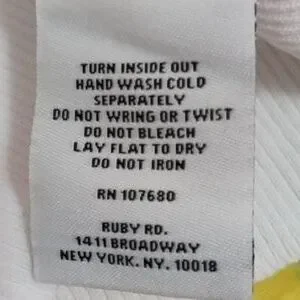 TURN INSIDE OUT
HAND WASH COLD
SEPARATELY
DO NOT WRING OR TWIST
DO NOT BLEACH
LAY FLAT TO DRY
DO NOT IRON
RN 107680
RUBY RD.
1411 BROADWAY
NEW YORK. NY. 10018